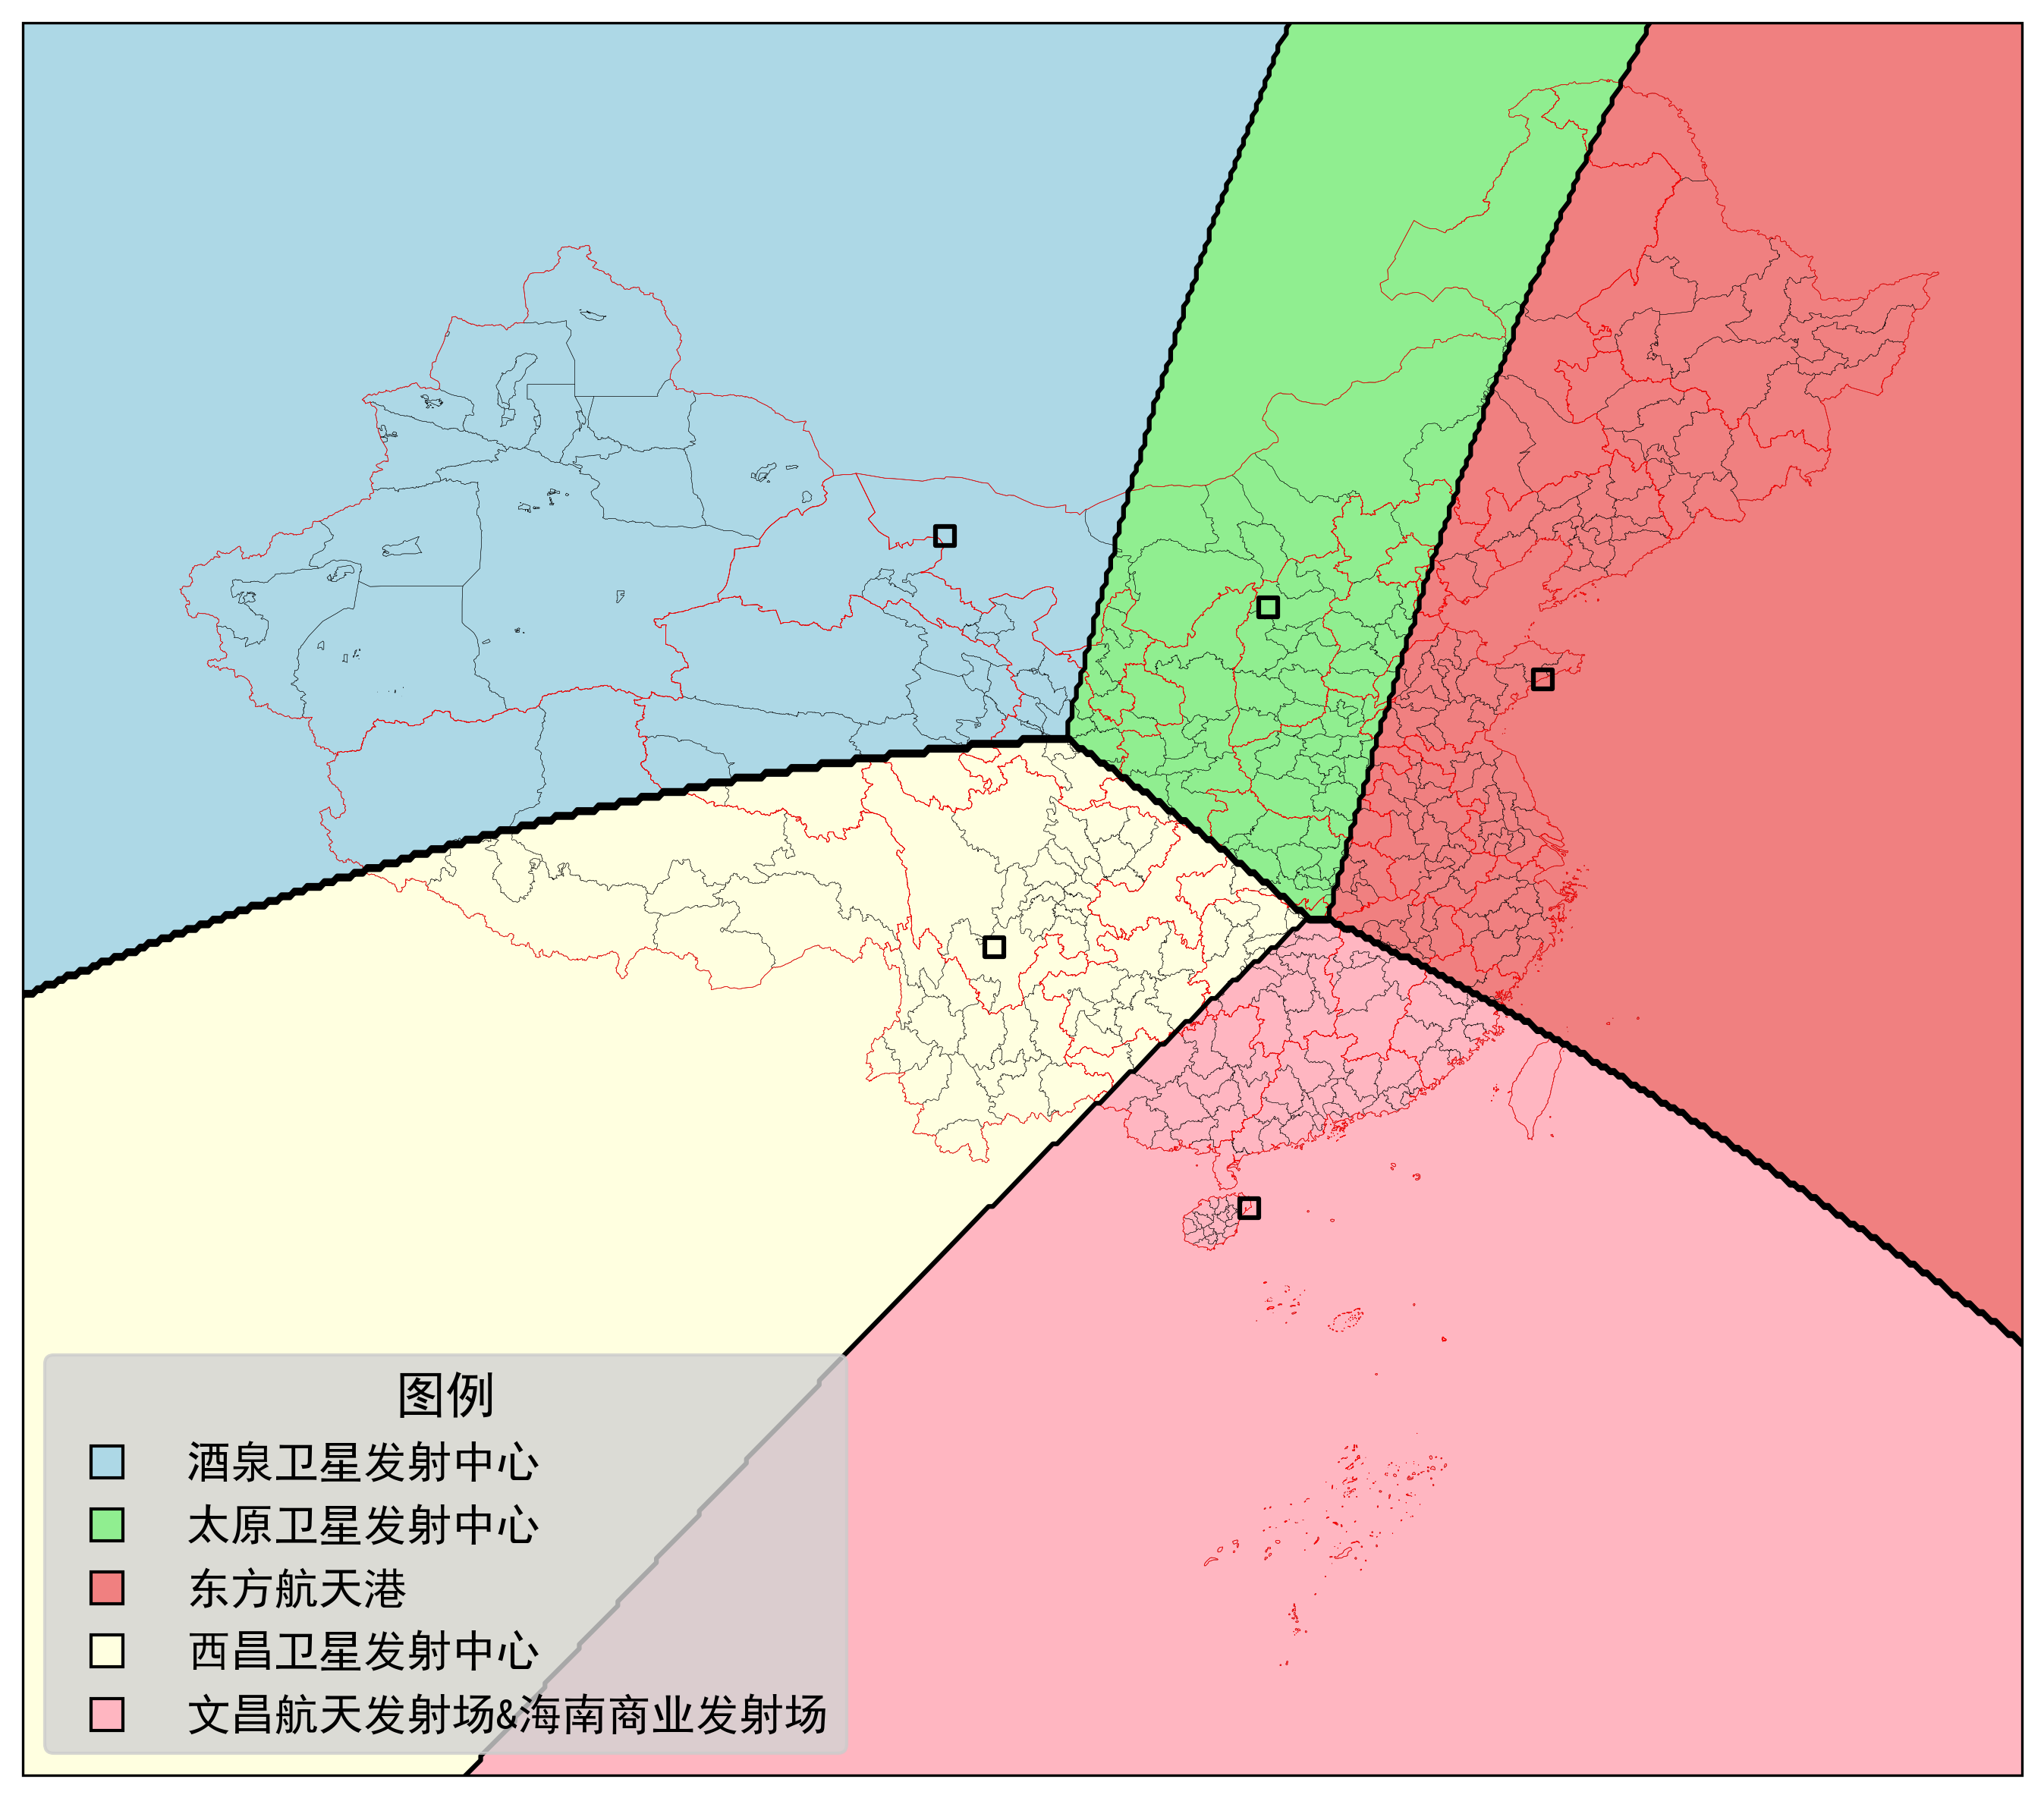 图例
酒泉卫星发射中心
太原卫星发射中心
东方航天港
西昌卫星发射中心
文昌航天发射场&海南商业发射场